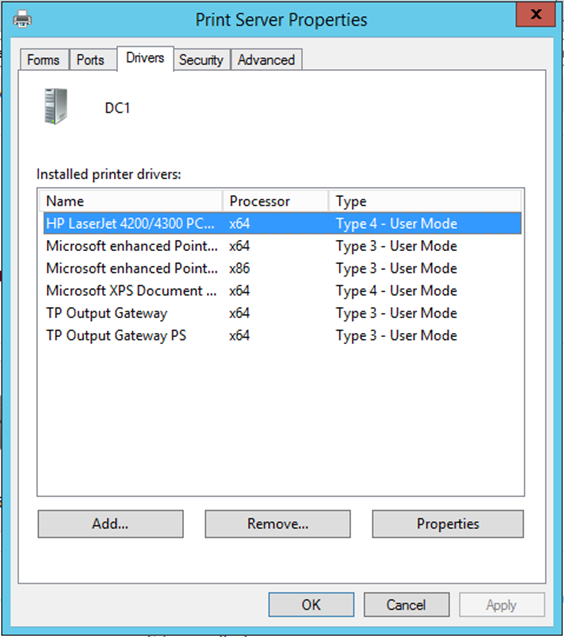 Print Server Properties
x
Forms Ports Drivers Security Advanced
DC1
Installed printer drivers:
Name Processor Type
HP LaserJet 4200/4300 PC... x64 Type 4 - User Mode
Microsoft enhanced Point... x64 Type 3 - User Mode
Microsoft enhanced Point... x86 Type 3 - User Mode
Microsoft XPS Document ... x64 Type 4 - User Mode
TP Output Gateway x64 Type 3 - User Mode
TP Output Gateway PS x64 Type 3 - User Mode
Add... Remove... Properties
OK Cancel Apply